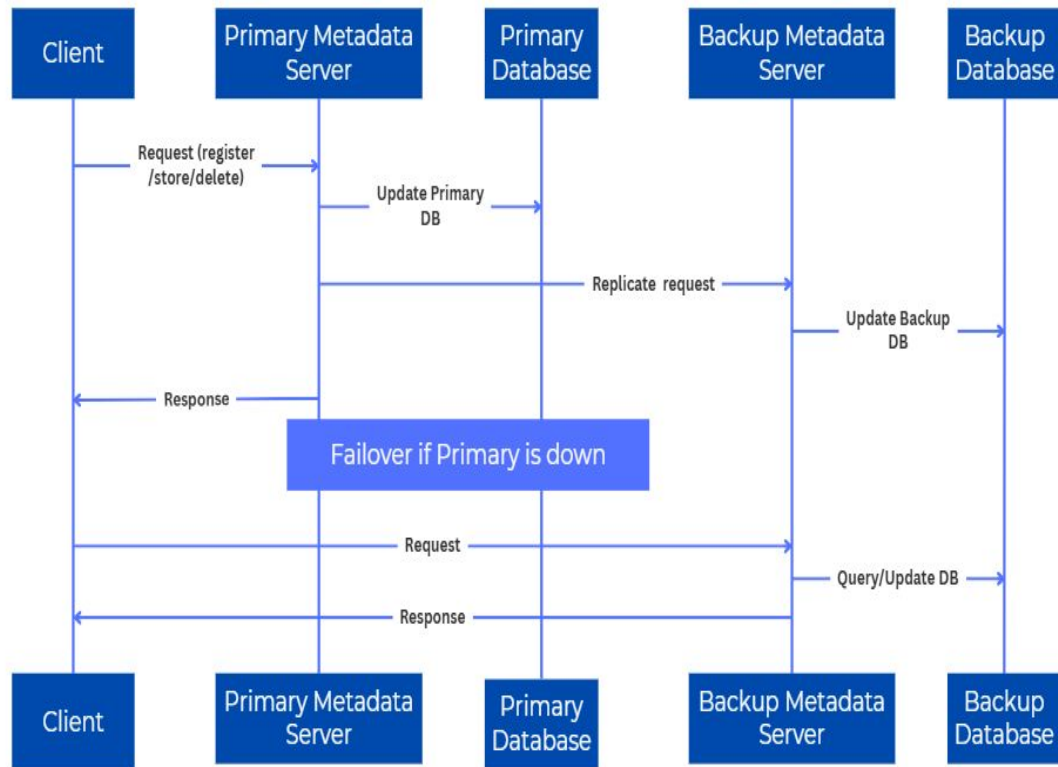 Client
Primary Metadata
Server
Primary
Database
Backup Metadata
Server
Backup
Database
Request (register
/store/delete)
Update Primary
DB
Replicate request
Update Backup
DB
Response
Failover if Primary is down
Request
Query/Update DB
Response
Client
Primary Metadata
Server
Primary
Database
Backup Metadata
Server
Backup
Database